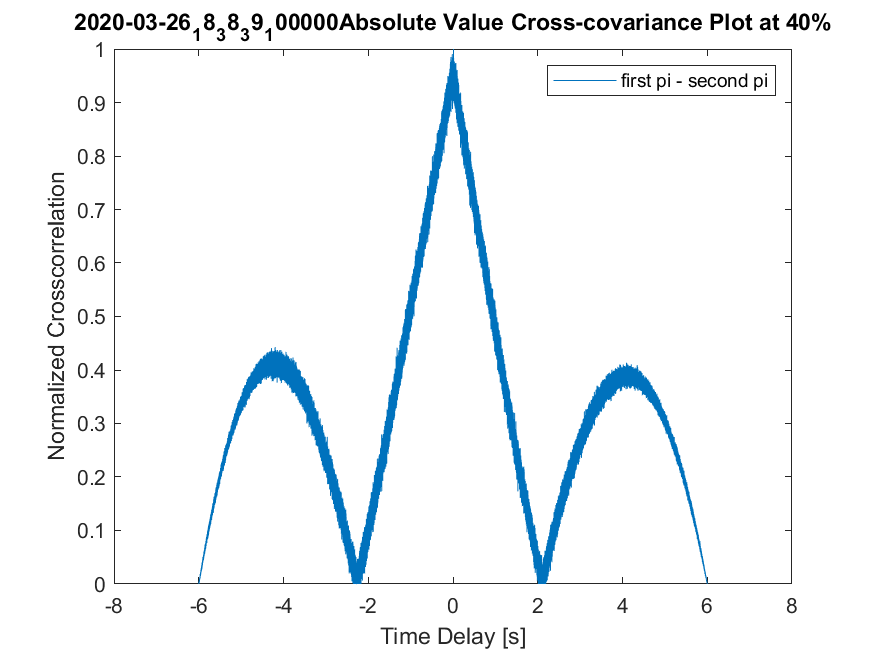 2020-03-26₁8₃8₃9₁00000Absolute Value Cross-covariance Plot at 40%
first pi - second pi
1
0.9
0.8
0.7
0.6
0.5
0.4
0.3
0.2
0.1
0
Normalized Crosscorrelation
-8 -6 -4 -2 0 2 4 6 8
Time Delay [s]